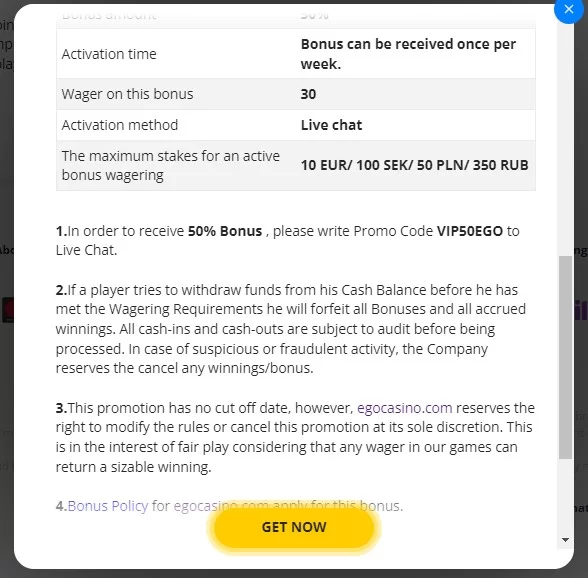 Bonus amount 50%
Activation time Bonus can be received once per
week.
Wager on this bonus 30
Activation method Live chat
The maximum stakes for an active
bonus wagering 10 EUR/ 100 SEK/ 50 PLN/ 350 RUB
1.In order to receive 50% Bonus , please write Promo Code VIP50EGO to
Live Chat.
2.If a player tries to withdraw funds from his Cash Balance before he has
met the Wagering Requirements he will forfeit all Bonuses and all accrued
winnings. All cash-ins and cash-outs are subject to audit before being
processed. In case of suspicious or fraudulent activity, the Company
reserves the cancel any winnings/bonus.
3.This promotion has no cut off date, however, egocasino.com reserves the
right to modify the rules or cancel this promotion at its sole discretion. This
is in the interest of fair play considering that any wager in our games can
return a sizable winning.
4.Bonus Policy for egocasino.com apply for this bonus.
GET NOW